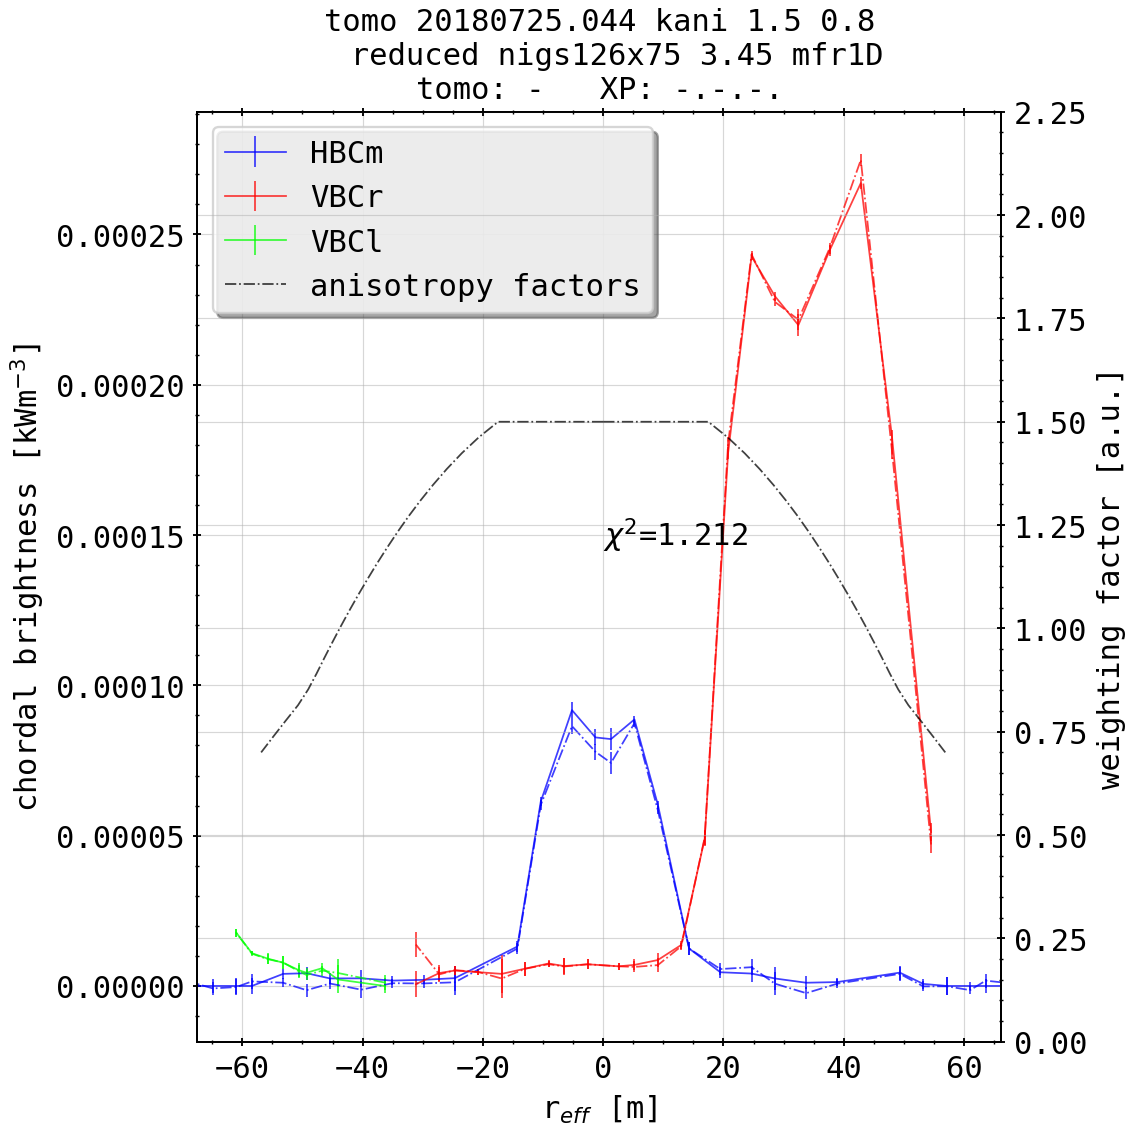 tomo 20180725.044 kani 1.5 0.8
reduced nigs126x75 3.45 mfr1D
tomo: -   XP: -.-.-.
HBCm
VBCr
VBCl
anisotropy factors
χ²=1.212
chordal brightness [kWm⁻³]
0.00025
0.00020
0.00015
0.00010
0.00005
0.00000
−60 −40 −20 0 20 40 60
r_eff [m]
2.25
2.00
1.75
1.50
1.25
1.00
0.75
0.50
0.25
0.00
weighting factor [a.u.]